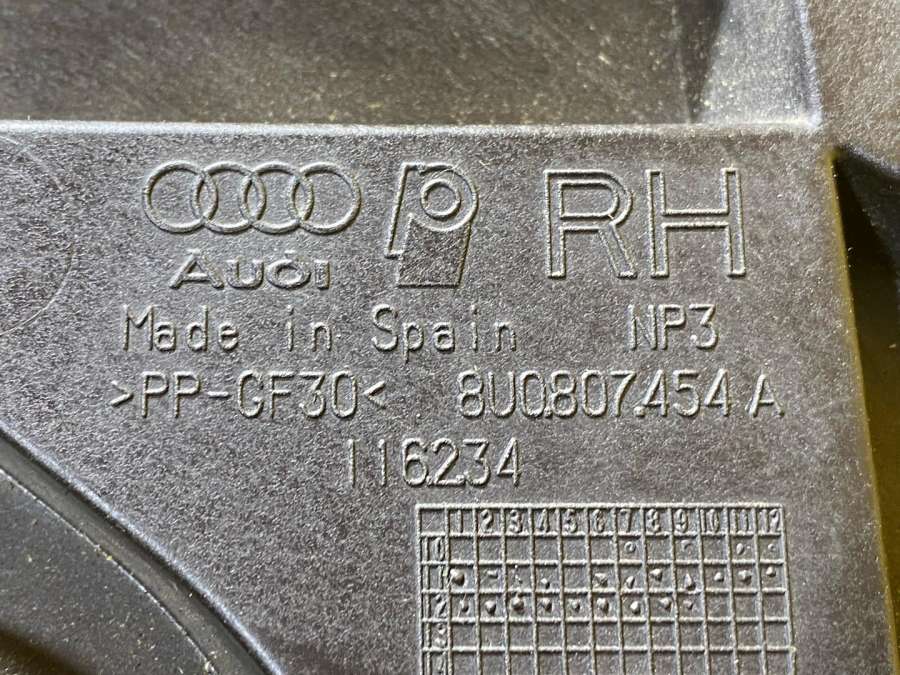 RH
Audi
Made in Spain NP3
>PP-GF30< 8U0.807.454 A
116234
1 2 3 4 5 6 7 8 9 10 11 12
10
11
12